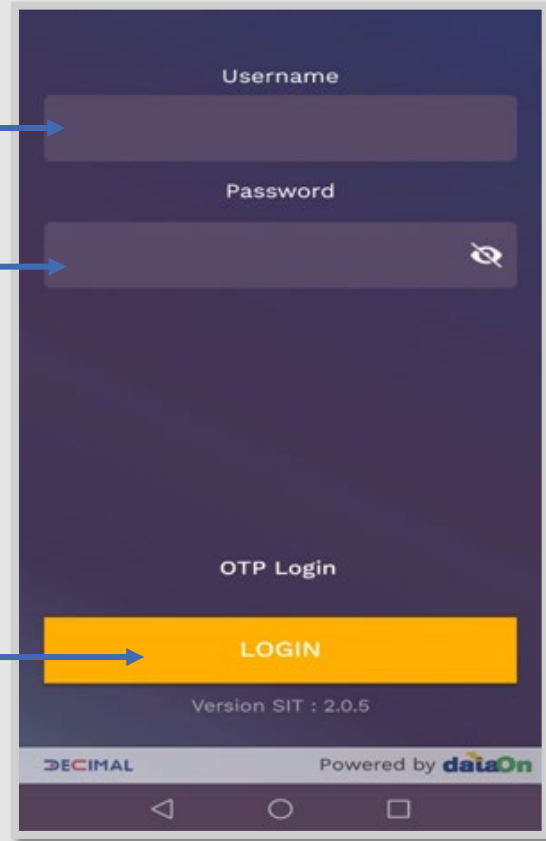 Username
Password
OTP Login
LOGIN
Version SIT : 2.0.5
DECIMAL
Powered by dataOn